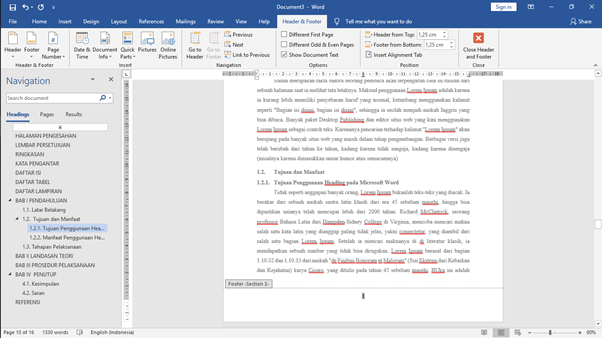 Document3 - Word
Sign in
File Home Insert Design Layout References Mailings Review View Help Header & Footer Tell me what you want to do Share
Header Footer Page Number
Date & Time Document Info Quick Parts Pictures Online Pictures
Go to Header Go to Footer Previous Next Link to Previous
Different First Page
Different Odd & Even Pages
Show Document Text
Header from Top: 1,25 cm
Footer from Bottom: 1,25 cm
Insert Alignment Tab
Close Header and Footer
Header & Footer Insert Navigation Options Position Close
Navigation
Search document
Headings Pages Results
HALAMAN PENGESAHAN
LEMBAR PERSETUJUAN
RINGKASAN
KATA PENGANTAR
DAFTAR ISI
DAFTAR TABEL
DAFTAR LAMPIRAN
BAB I PENDAHULUAN
1.1. Latar Belakang
1.2. Tujuan dan Manfaat
1.2.1. Tujuan Penggunaan Hea...
1.2.2. Manfaat Penggunaan He...
1.3. Tahapan Pelaksanaan
BAB II LANDASAN TEORI
BAB III PROSEDUR PELAKSANAAN
BAB IV PENUTUP
4.1. Kesimpulan
4.2. Saran
REFERENSI
sebuah halaman saat ia melihat tata letaknya. Maksud penggunaan Lorem Ipsum adalah karena
ia kurang lebih memiliki penyebaran huruf yang normal, ketimbang menggunakan kalimat
seperti "Bagian isi disini, bagian isi disini", sehingga ia seolah menjadi naskah Inggris yang
bisa dibaca. Banyak paket Desktop Publishing dan editor situs web yang kini menggunakan
Lorem Ipsum sebagai contoh teks. Karenanya pencarian terhadap kalimat "Lorem Ipsum" akan
berujung pada banyak situs web yang masih dalam tahap pengembangan. Berbagai versi juga
telah berubah dari tahun ke tahun, kadang karena tidak sengaja, kadang karena disengaja
(misalnya karena dimasukkan unsur humor atau semacamnya)
1.2. Tujuan dan Manfaat
1.2.1. Tujuan Penggunaan Heading pada Microsoft Word
Tidak seperti anggapan banyak orang, Lorem Ipsum bukanlah teks-teks yang diacak. Ia
berakar dari sebuah naskah sastra latin klasik dari era 45 sebelum masehi, hingga bisa
dipastikan usianya telah mencapai lebih dari 2000 tahun. Richard McClintock, seorang
professor Bahasa Latin dari Hampden-Sidney College di Virginia, mencoba mencari makna
salah satu kata latin yang dianggap paling tidak jelas, yakni consectetur, yang diambil dari
salah satu bagian Lorem Ipsum. Setelah ia mencari maknanya di di literatur klasik, ia
mendapatkan sebuah sumber yang tidak bisa diragukan. Lorem Ipsum berasal dari bagian
1.10.32 dan 1.10.33 dari naskah "de Finibus Bonorum et Malorum" (Sisi Ekstrim dari Kebaikan
dan Kejahatan) karya Cicero, yang ditulis pada tahun 45 sebelum masehi. BUku ini adalah
Footer -Section 3-
Page 10 of 16 1330 words English (Indonesia) 80%